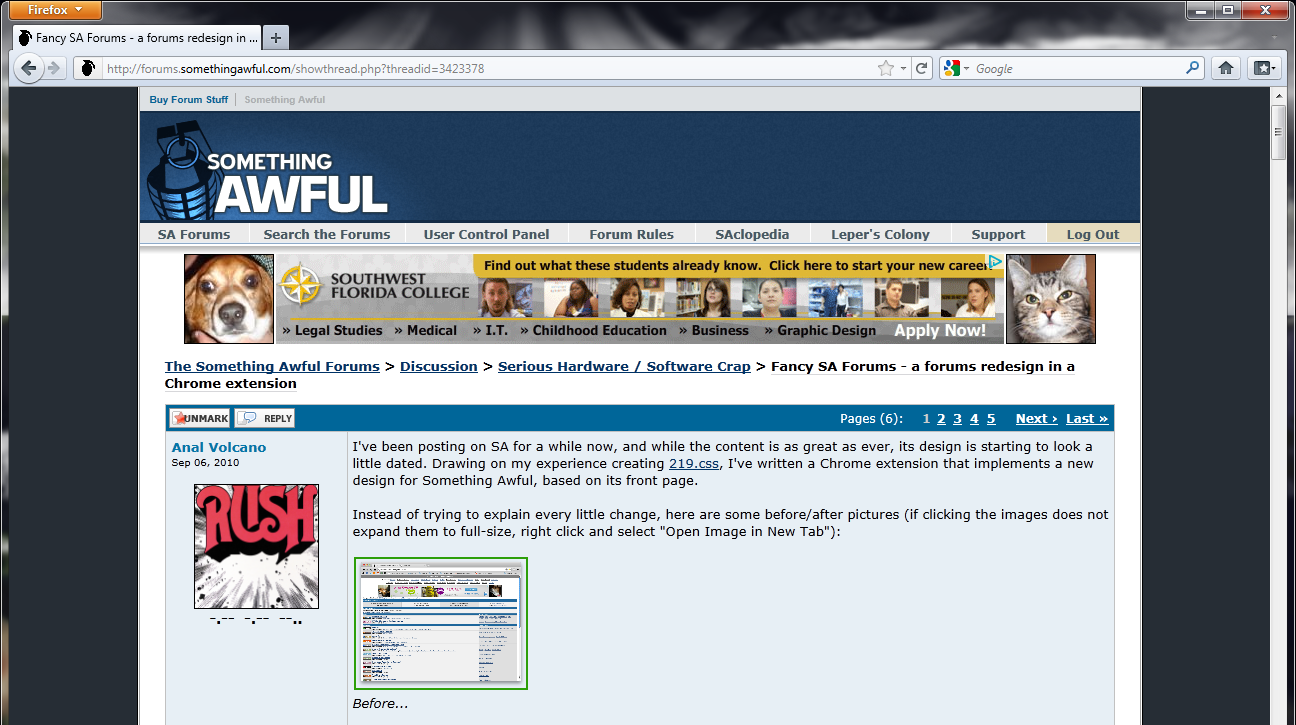 Firefox
Fancy SA Forums - a forums redesign in ...
http://forums.somethingawful.com/showthread.php?threadid=3423378
Google
Buy Forum Stuff | Something Awful
SOMETHING
AWFUL
SA Forums Search the Forums User Control Panel Forum Rules SAclopedia Leper's Colony Support Log Out
Find out what these students already know. Click here to start your new career.
SOUTHWEST
FLORIDA COLLEGE
» Legal Studies » Medical » I.T. » Childhood Education » Business » Graphic Design Apply Now!
The Something Awful Forums > Discussion > Serious Hardware / Software Crap > Fancy SA Forums - a forums redesign in a
Chrome extension
UNMARK REPLY Pages (6): 1 2 3 4 5 Next › Last »
Anal Volcano
Sep 06, 2010
RUSH
-.-- -.-- --..
I've been posting on SA for a while now, and while the content is as great as ever, its design is starting to look a
little dated. Drawing on my experience creating 219.css, I've written a Chrome extension that implements a new
design for Something Awful, based on its front page.
Instead of trying to explain every little change, here are some before/after pictures (if clicking the images does not
expand them to full-size, right click and select "Open Image in New Tab"):
Before...